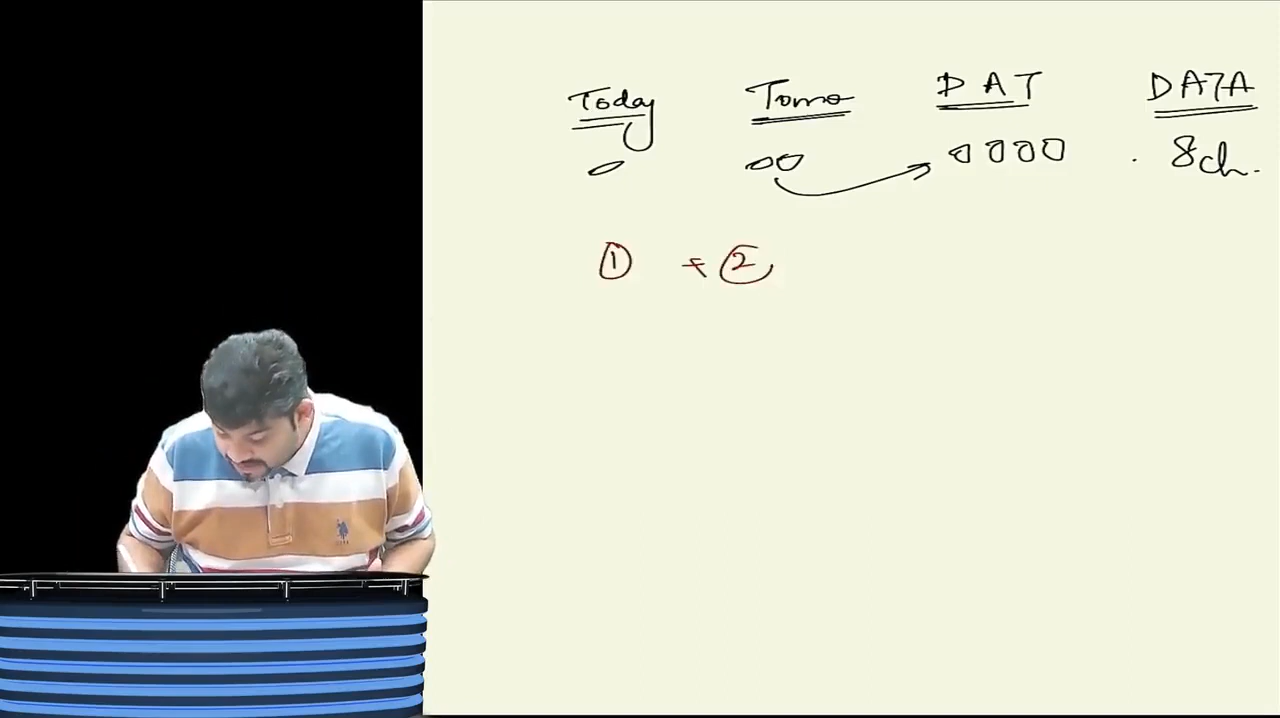 Today Tomo DAT DATA
0 00 0000 . 8ch.
① + ②